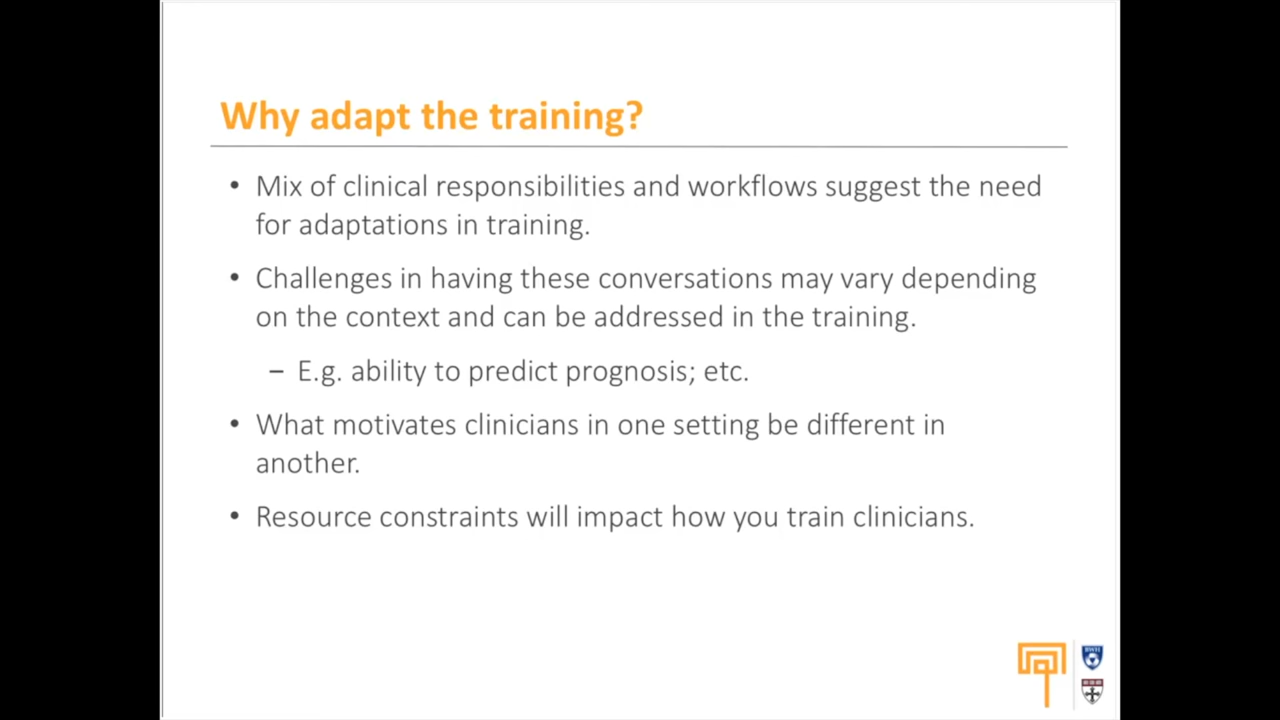 Why adapt the training?
• Mix of clinical responsibilities and workflows suggest the need
for adaptations in training.
• Challenges in having these conversations may vary depending
on the context and can be addressed in the training.
– E.g. ability to predict prognosis; etc.
• What motivates clinicians in one setting be different in
another.
• Resource constraints will impact how you train clinicians.
BWH